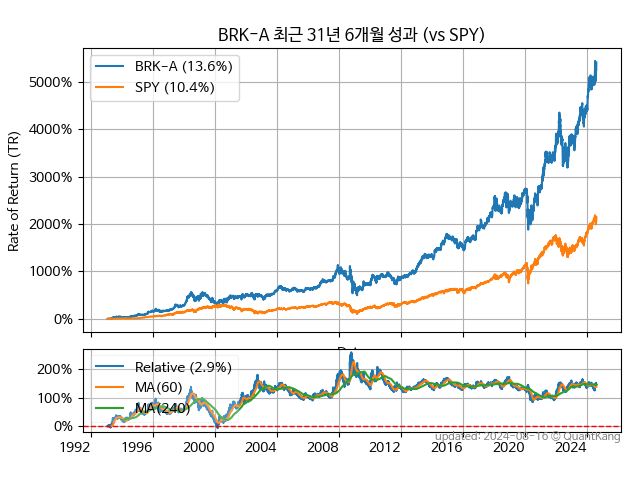 BRK-A 최근 31년 6개월 성과 (vs SPY)
Rate of Return (TR)
5000%
4000%
3000%
2000%
1000%
0%
BRK-A (13.6%)
SPY (10.4%)
200%
100%
0%
Relative (2.9%)
MA(60)
MA(240)
1992 1996 2000 2004 2008 2012 2016 2020 2024
updated: 2024-08-16 © QuantKang